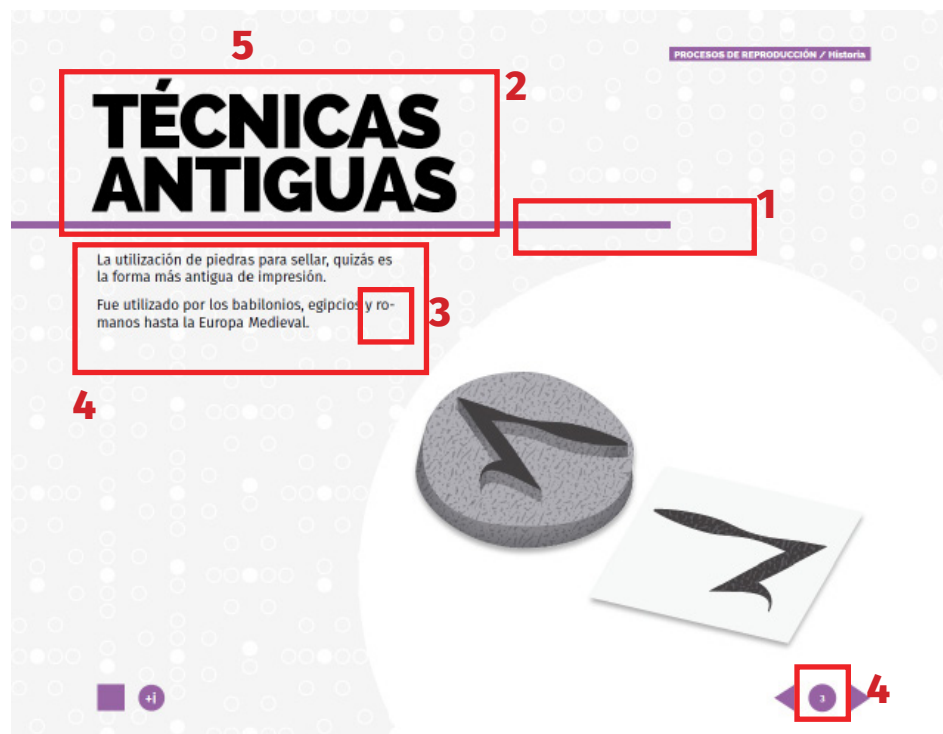 5
PROCESOS DE REPRODUCCIÓN / Historia
2
TÉCNICAS
ANTIGUAS
1
La utilización de piedras para sellar, quizás es
la forma más antigua de impresión.
Fue utilizado por los babilonios, egipcios y ro-
manos hasta la Europa Medieval.
3
4
+i
3
4